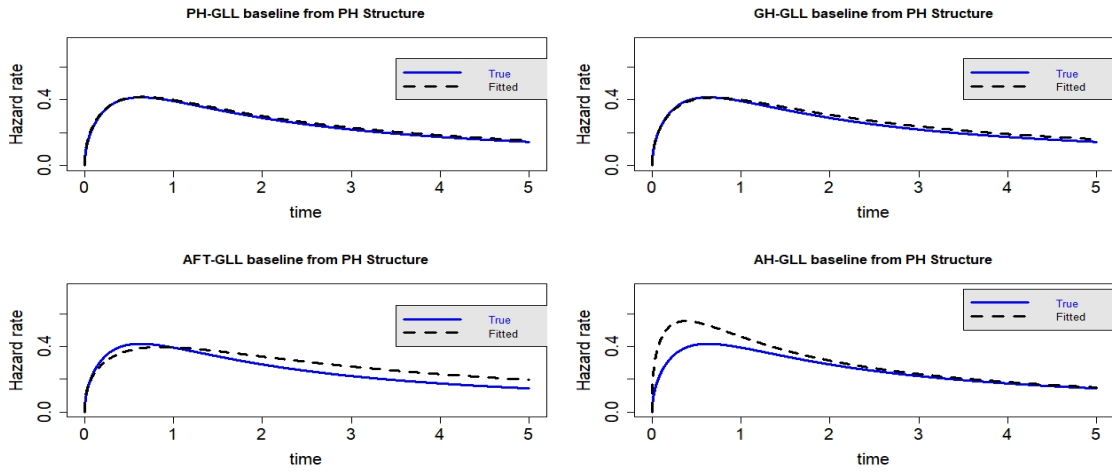 PH-GLL baseline from PH Structure
Hazard rate
0.0 0.4
True
Fitted
0 1 2 3 4 5
time
GH-GLL baseline from PH Structure
Hazard rate
0.0 0.4
True
Fitted
0 1 2 3 4 5
time
AFT-GLL baseline from PH Structure
Hazard rate
0.0 0.4
True
Fitted
0 1 2 3 4 5
time
AH-GLL baseline from PH Structure
Hazard rate
0.0 0.4
True
Fitted
0 1 2 3 4 5
time